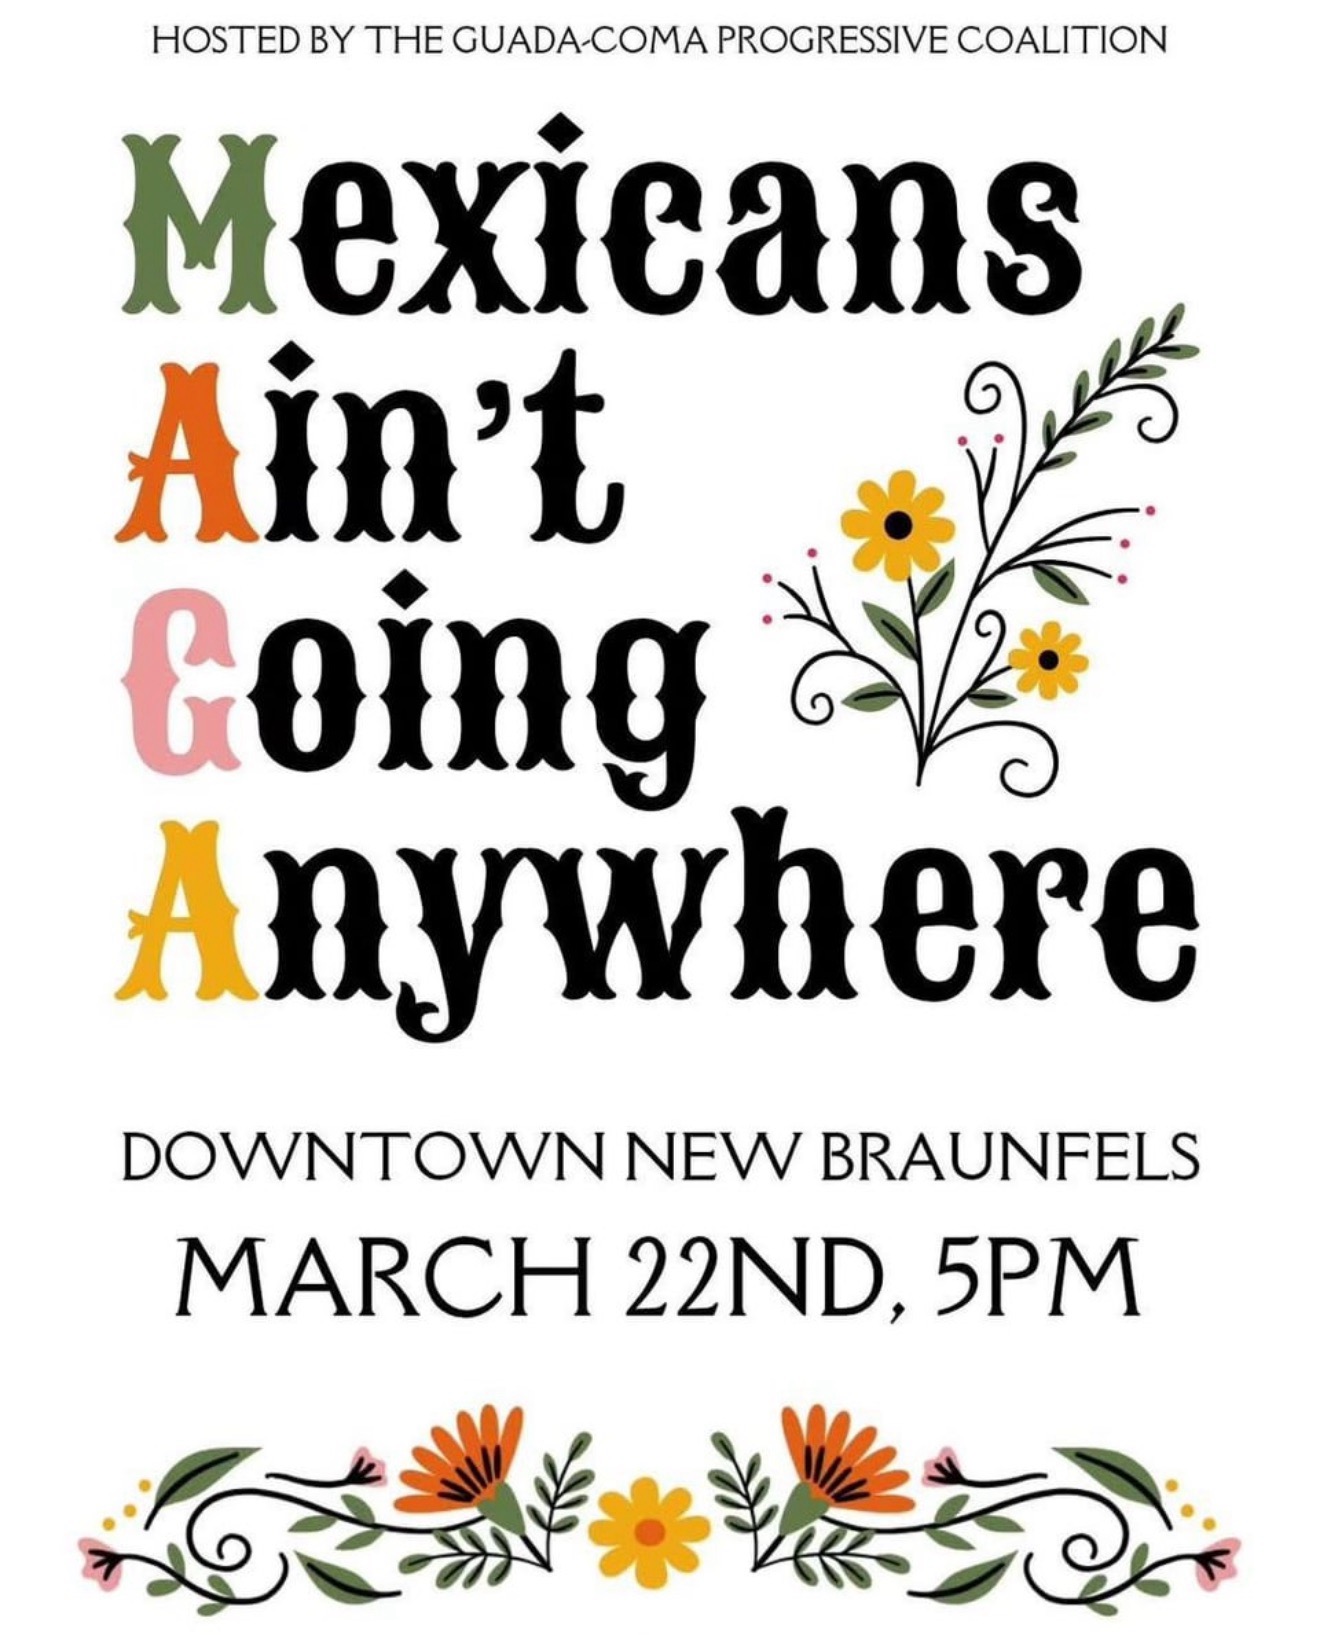 HOSTED BY THE GUADA-COMA PROGRESSIVE COALITION
Mexicans
Ain't
Going
Anywhere
DOWNTOWN NEW BRAUNFELS
MARCH 22ND, 5PM